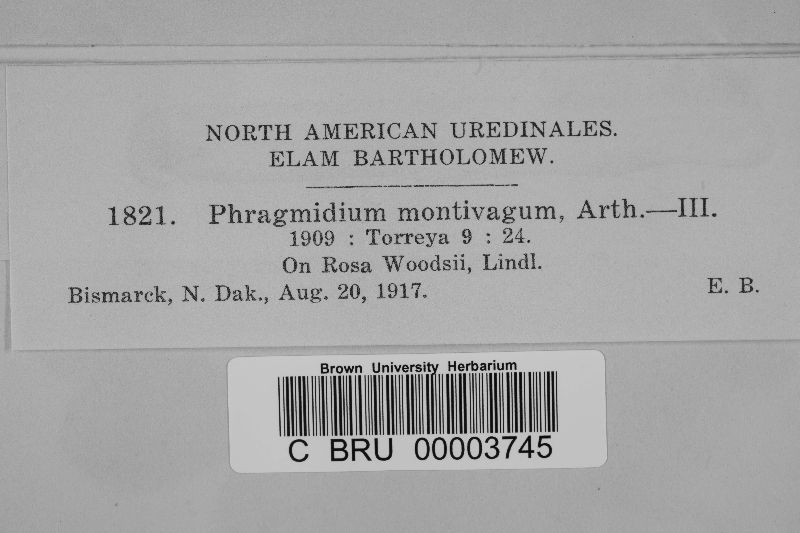 NORTH AMERICAN UREDINALES.
ELAM BARTHOLOMEW.
1821. Phragmidium montivagum, Arth.—III.
1909 : Torreya 9 : 24.
On Rosa Woodsii, Lindl.
Bismarck, N. Dak., Aug. 20, 1917. E. B.
Brown University Herbarium
C BRU 00003745